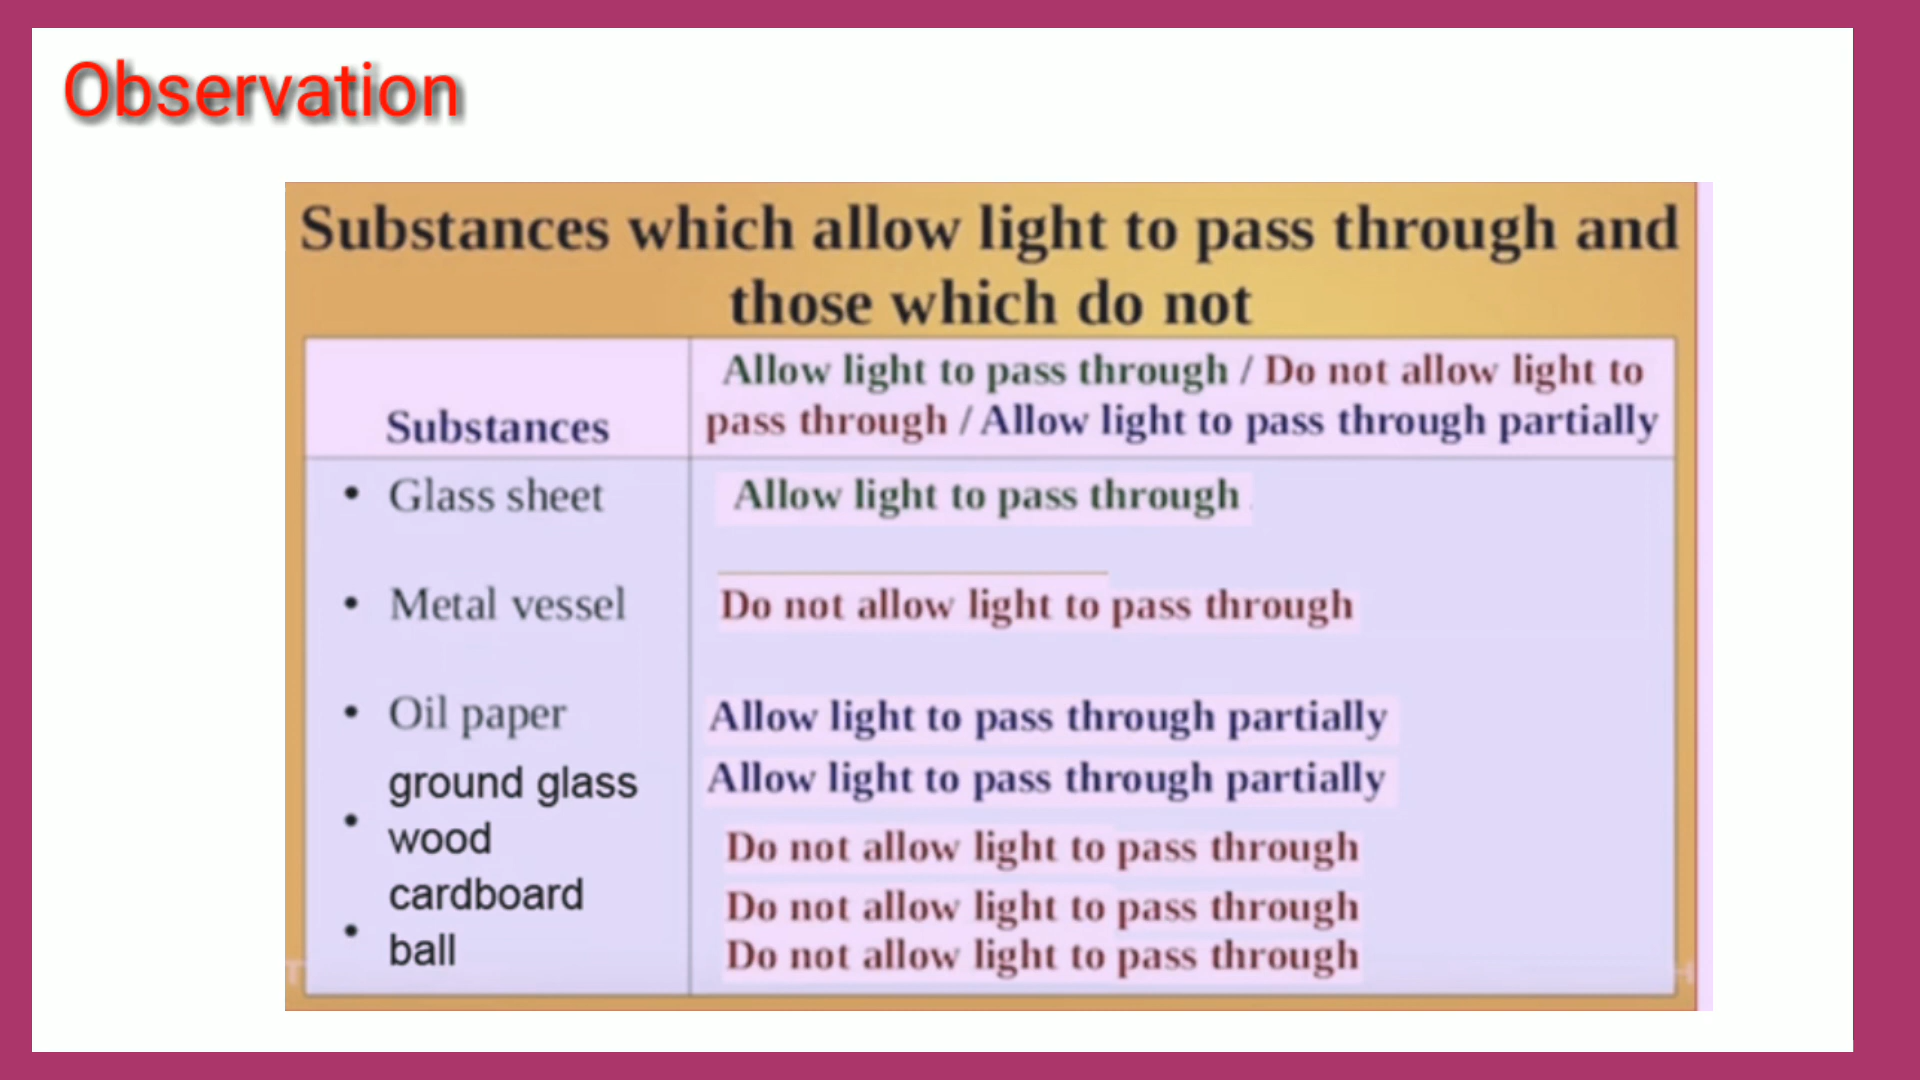 Observation
Substances which allow light to pass through and
those which do not
Substances
Allow light to pass through / Do not allow light to
pass through / Allow light to pass through partially
• Glass sheet
Allow light to pass through
• Metal vessel
Do not allow light to pass through
• Oil paper
Allow light to pass through partially
ground glass
Allow light to pass through partially
• wood
Do not allow light to pass through
cardboard
Do not allow light to pass through
• ball
Do not allow light to pass through